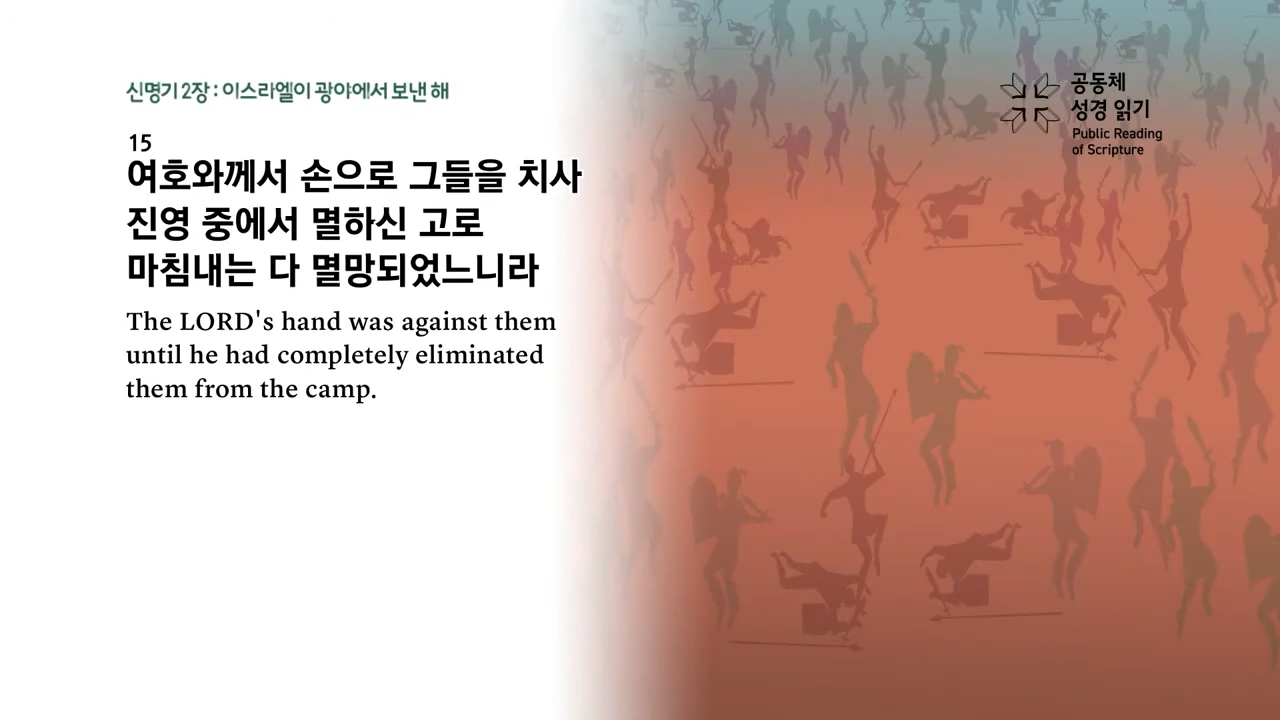 신명기 2장 : 이스라엘이 광야에서 보낸 해
15
여호와께서 손으로 그들을 치사
진영 중에서 멸하신 고로
마침내는 다 멸망되었느니라
The LORD's hand was against them
until he had completely eliminated
them from the camp.
공동체
성경 읽기
Public Reading
of Scripture